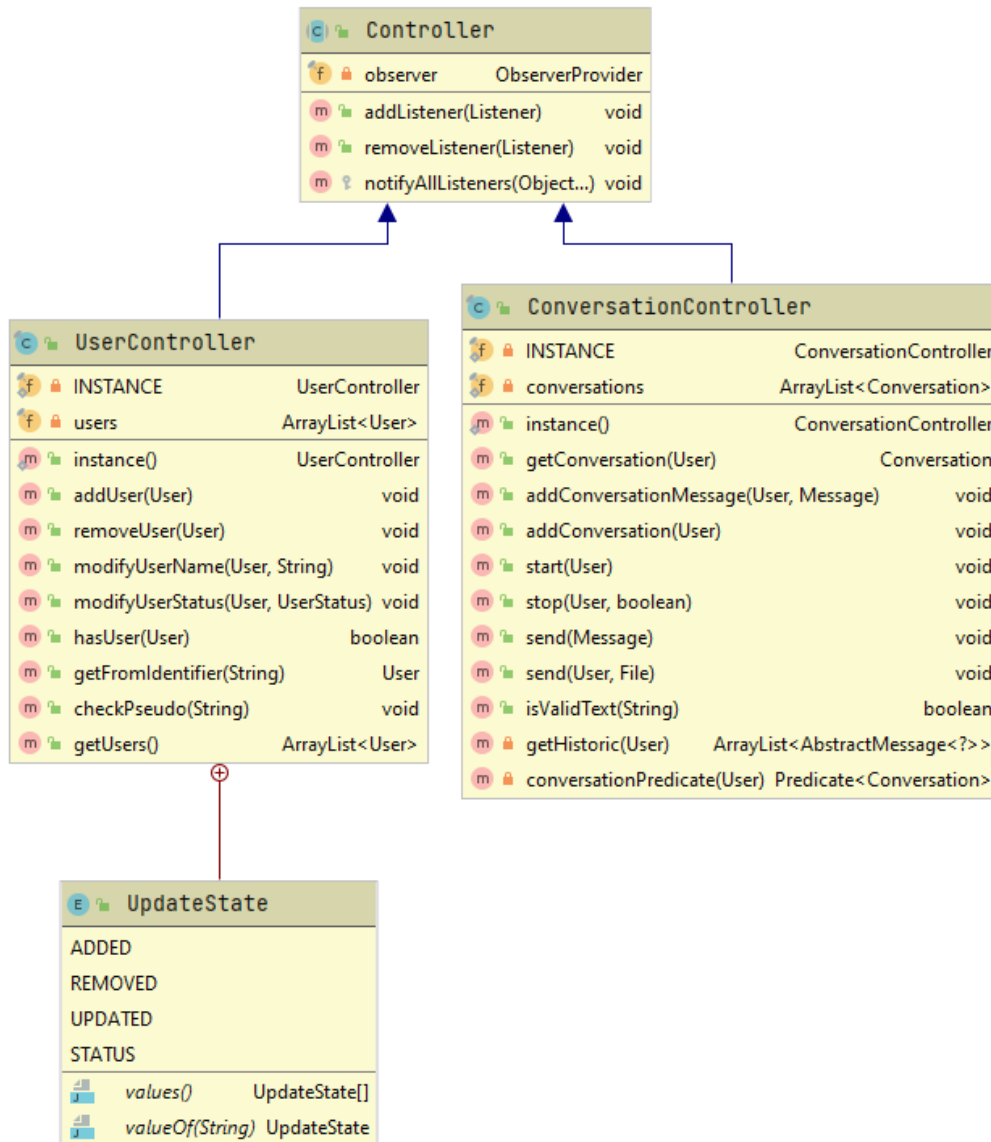 Controller
observer ObserverProvider
addListener(Listener) void
removeListener(Listener) void
notifyAllListeners(Object...) void
UserController
INSTANCE UserController
users ArrayList<User>
instance() UserController
addUser(User) void
removeUser(User) void
modifyUserName(User, String) void
modifyUserStatus(User, UserStatus) void
hasUser(User) boolean
getFromIdentifier(String) User
checkPseudo(String) void
getUsers() ArrayList<User>
ConversationController
INSTANCE ConversationController
conversations ArrayList<Conversation>
instance() ConversationController
getConversation(User) Conversation
addConversationMessage(User, Message) void
addConversation(User) void
start(User) void
stop(User, boolean) void
send(Message) void
send(User, File) void
isValidText(String) boolean
getHistoric(User) ArrayList<AbstractMessage<?>>
conversationPredicate(User) Predicate<Conversation>
UpdateState
ADDED
REMOVED
UPDATED
STATUS
values() UpdateState[]
valueOf(String) UpdateState